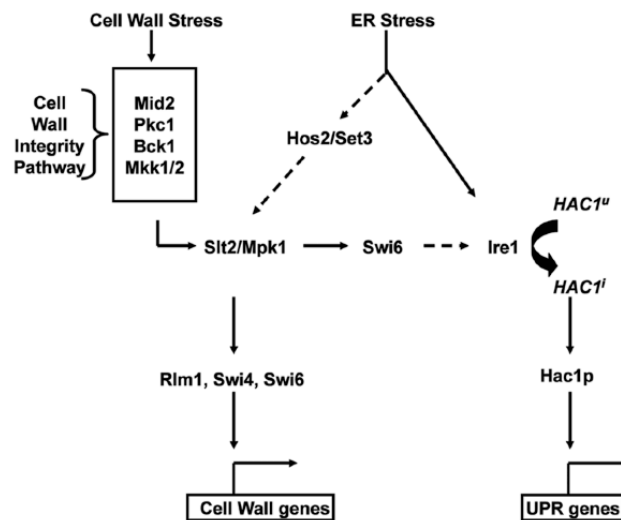 Cell Wall Stress
ER Stress
Cell
Wall
Integrity
Pathway
Mid2
Pkc1
Bck1
Mkk1/2
Hos2/Set3
HAC1ᵘ
Slt2/Mpk1
Swi6
Ire1
HAC1ⁱ
Rlm1, Swi4, Swi6
Hac1p
Cell Wall genes
UPR genes